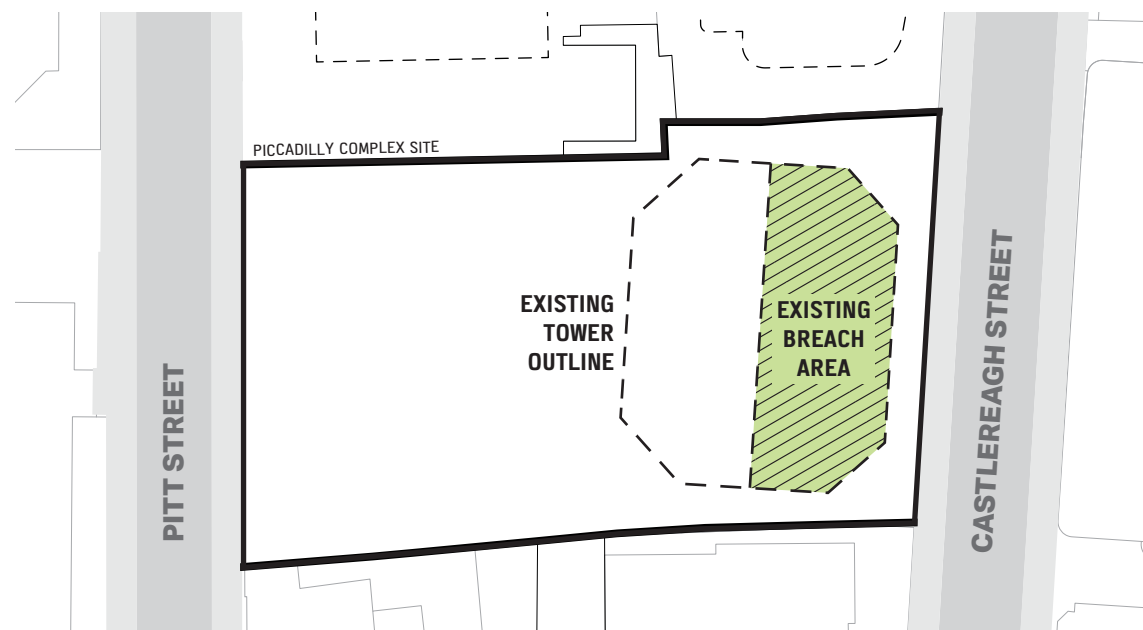 PICCADILLY COMPLEX SITE
EXISTING
TOWER
OUTLINE
EXISTING
BREACH
AREA
PITT STREET
CASTLEREAGH STREET